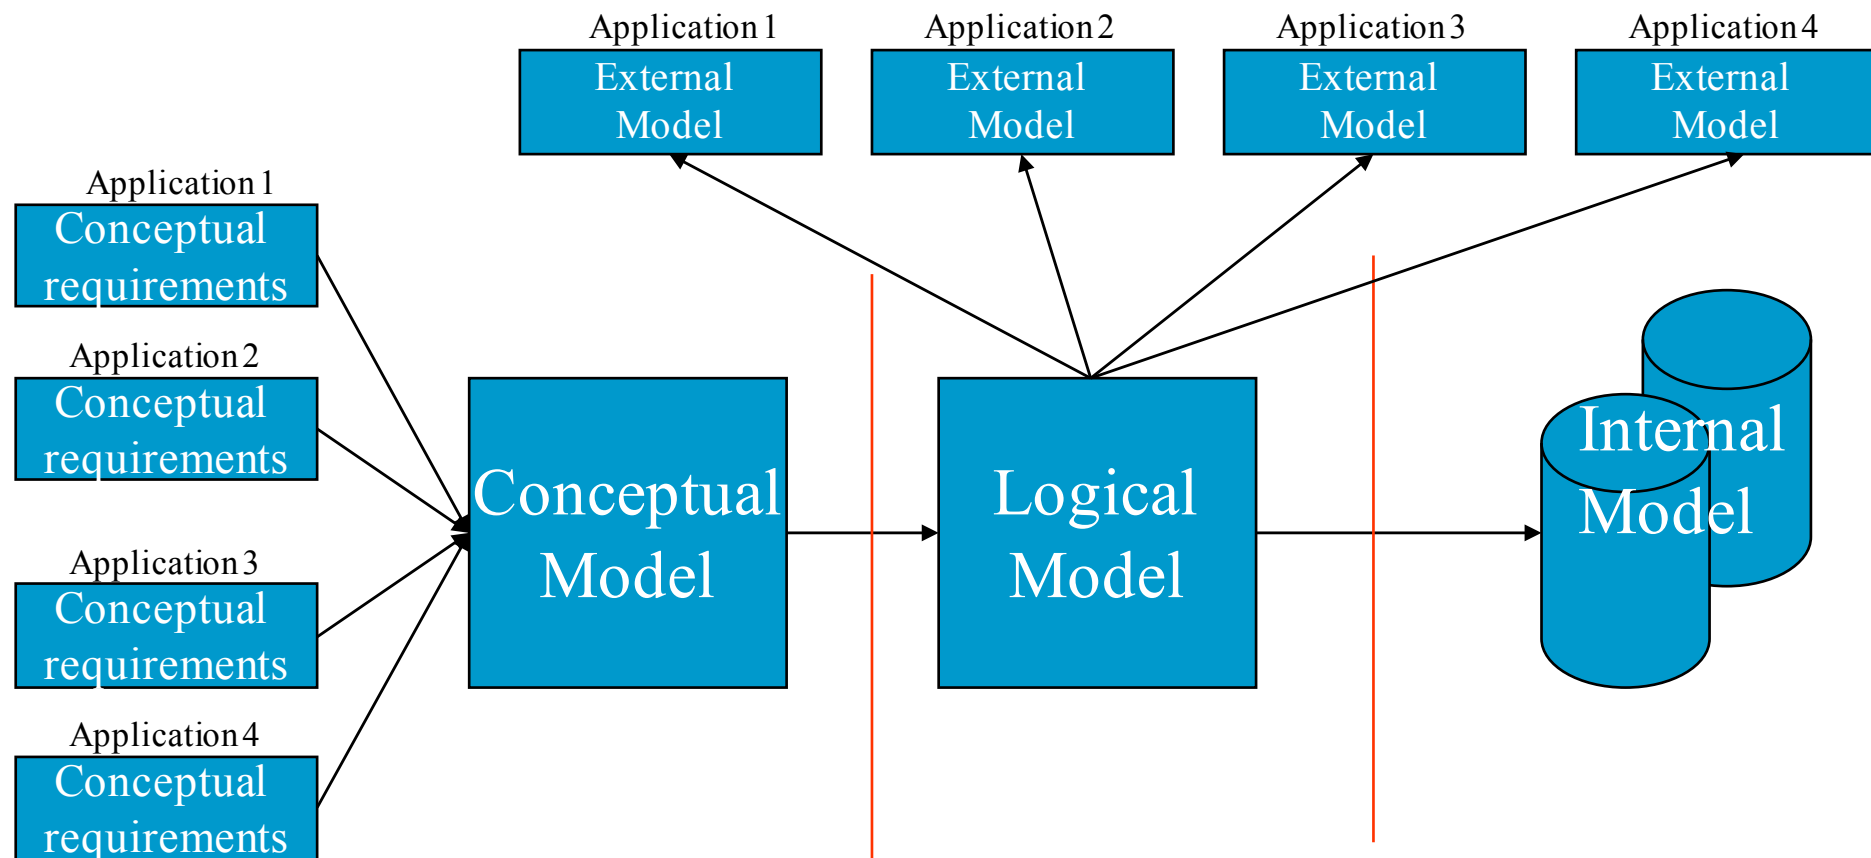 Application 1
Application 2
Application 3
Application 4
External
Model
External
Model
External
Model
External
Model
Application 1
Conceptual
requirements
Application 2
Conceptual
requirements
Application 3
Conceptual
requirements
Application 4
Conceptual
requirements
Conceptual
Model
Logical
Model
Internal
Model